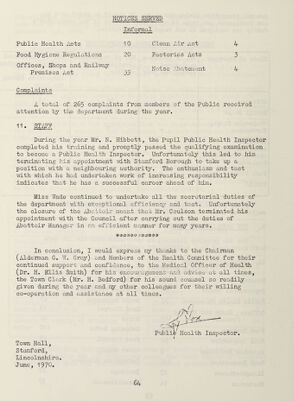 NOTICES SERVED
Informal
Public Health Acts 19 Clean Air Act 4
Food Hygiene Regulations 20 Factories Acts 3
Offices, Shops and Railway
Premises Act 35 Noise Abatement 4
Complaints
A total of 265 complaints from members of the Public received
attention by the department during the year.
11. STAFF
During the year Mr. N. Hibbett, the Pupil Public Health Inspector
completed his training and promptly passed the qualifying examination
to become a Public Health Inspector. Unfortunately this led to his
terminating his appointment with Stamford Borough to take up a
position with a neighbouring authority. The enthusiasm and tact
with which he had undertaken work of increasing responsibility
indicates that he has a successful career ahead of him.
Miss Wade continued to undertake all the secretarial duties of
the department with exceptional efficiency and tact. Unfortunately
the closure of the Abattoir meant that Mr. Coulson terminated his
appointment with the Council after carrying out the duties of
Abattoir Manager in an efficient manner for many years.
In conclusion, I would express my thanks to the Chairman
(Alderman G. W. Gray) and Members of the Health Committee for their
continued support and confidence, to the Medical Officer of Health
(Dr. H. Ellis Smith) for his encouragement and advice at all times,
the Town Clerk (Mr. H. Bedford) for his sound counsel so readily
given during the year and my other colleagues for their willing
co-operation and assistance at all times.
Public Health Inspector.
Town Hall,
Stamford,
Lincolnshire.
June, 1970.
64